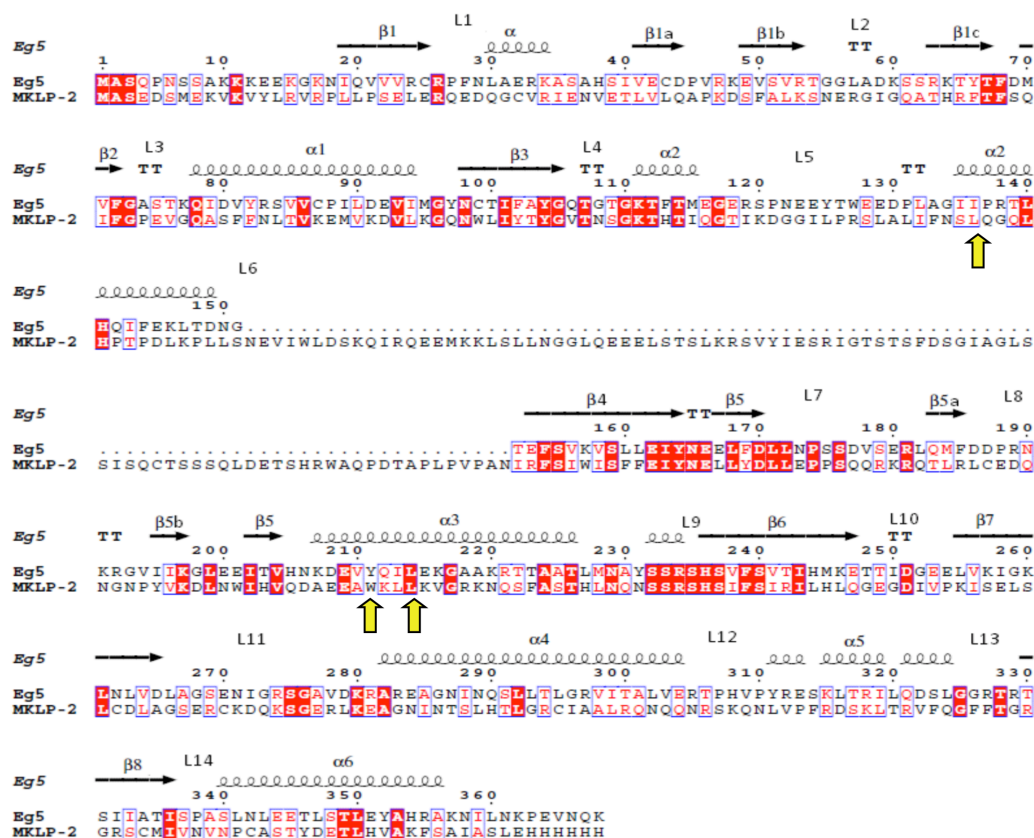 L1 L2
β1 α β1a β1b β1c
Eg5 TT
1 10 20 30 40 50 60 70
Eg5 MASQPNSSAKKKEEKGKNIQVVVRCRPFNLAERKASAHSIVECDPVRKEVSVRTGGLADKSSRKTYTFDM
MKLP-2 MASEDSMEKVKVYLRVRPLLPSELERQEDQGCVRIENVETLVLQAPKDSFALKSNERGIGQATHRFTFSQ
β2 L3 α1 β3 L4 α2 L5 α2
Eg5 TT TT TT
80 90 100 110 120 130 140
Eg5 VFGASTKQIDVYRSVVCPILDEVIMGYNCTIFAYGQTGTGKTFTMEGERSPNEEYTWEEDPLAGIIPRTL
MKLP-2 IFGPEVGQASFFNLTVKEMVKDVLKGQNWLIYTYGVTNSGKTHTIQGTIKDGGILPRSLALIFNSLQGQL
L6
Eg5
150
Eg5 HQIFEKLTDNG...........................................................
MKLP-2 HPTPDLKPLLSNEVIWLDSKQIRQEEMKKLSLLNGGLQEEELSTSLKRSVYIESRIGTSTSFDSGIAGLS
β4 β5 L7 β5a L8
Eg5 TT
160 170 180 190
Eg5 ...............................TEFSVKVSLLEIYNEELFDLLNPSSDVSERLQMFDDPRN
MKLP-2 SISQCTSSSQLDETSHRWAQPDTAPLPVPANIRFSIWISFFEIYNELLYDLLEPPSQQRKRQTLRLCEDQ
β5b β5 α3 L9 β6 L10 β7
Eg5 TT TT
200 210 220 230 240 250 260
Eg5 KRGVIIKGLEEITVHNKDEVYQILEKGAAKRTTAATLMNAYSSRSHSVFSVTIHMKETTIDGEELVKIGK
MKLP-2 NGNPYVKDLNWIHVQDAEEAWKLLKVGRKNQSFASTHLNQNSSRSHSIFSIRILHLQGEGDIVPKISELS
L11 α4 L12 α5 L13
Eg5
270 280 290 300 310 320 330
Eg5 LNLVDLAGSENIGRSGAVDKRAREAGNINQSLLTLGRVITALVERTPHVPYRESKLTRILQDSLGGRTRT
MKLP-2 LCDLAGSERCKDQKSGERLKEAGNINTSLHTLGRCIAALRQNQQNRSKQNLVPFRDSKLTRVFQGFFTGR
β8 L14 α6
Eg5
340 350 360
Eg5 SIIATISPASLNLEETLSTLEYAHRAKNILNKPEVNQK
MKLP-2 GRSCMIVNVNPCASTYDETLHVAKFSAIASLEHHHHHH